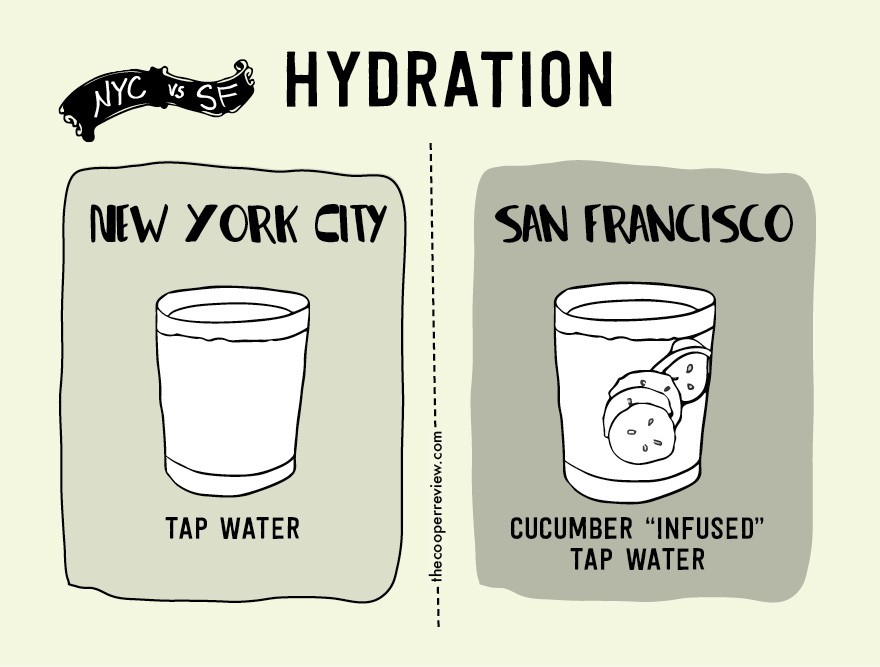 NYC vs SF
HYDRATION
NEW YORK CITY
TAP WATER
thecooperreview.com
SAN FRANCISCO
CUCUMBER “INFUSED”
TAP WATER